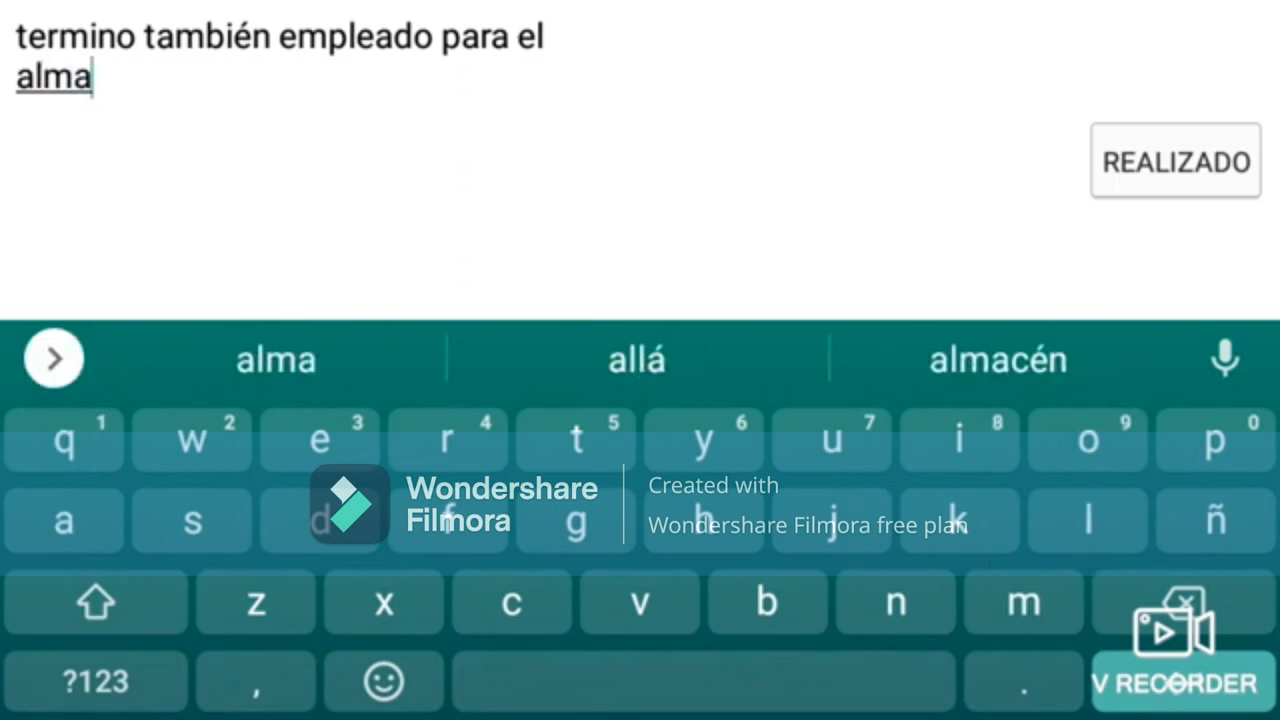 termino también empleado para el
alma
REALIZADO
alma allá almacén
q 1 w 2 e 3 r 4 t 5 y 6 u 7 i 8 o 9 p 0
Wondershare
Filmora
Created with
Wondershare Filmora free plan
a s d f g h j k l ñ
z x c v b n m
?123 , .
V RECORDER